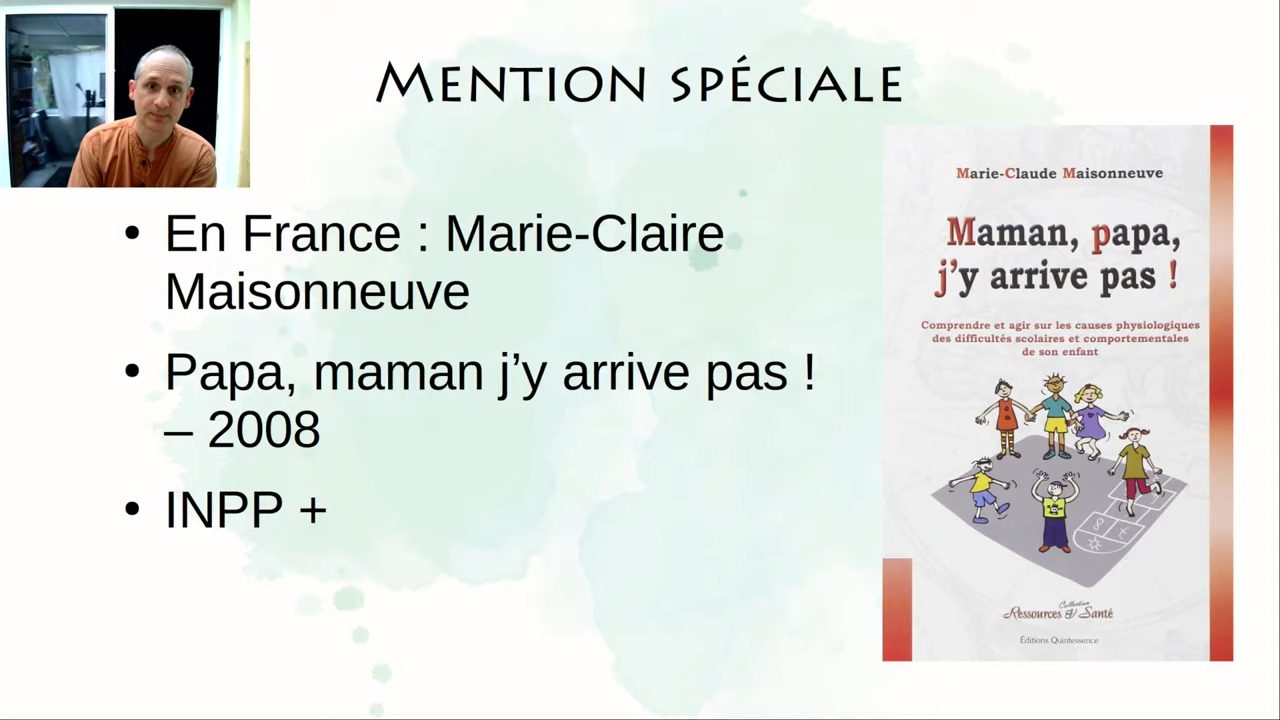 Mention spéciale
• En France : Marie-Claire
Maisonneuve
• Papa, maman j’y arrive pas !
– 2008
• INPP +
Marie-Claude Maisonneuve
Maman, papa,
j’y arrive pas !
Comprendre et agir sur les causes physiologiques
des difficultés scolaires et comportementales
de son enfant
8 7
Collection
Ressources & Santé
Éditions Quintessence